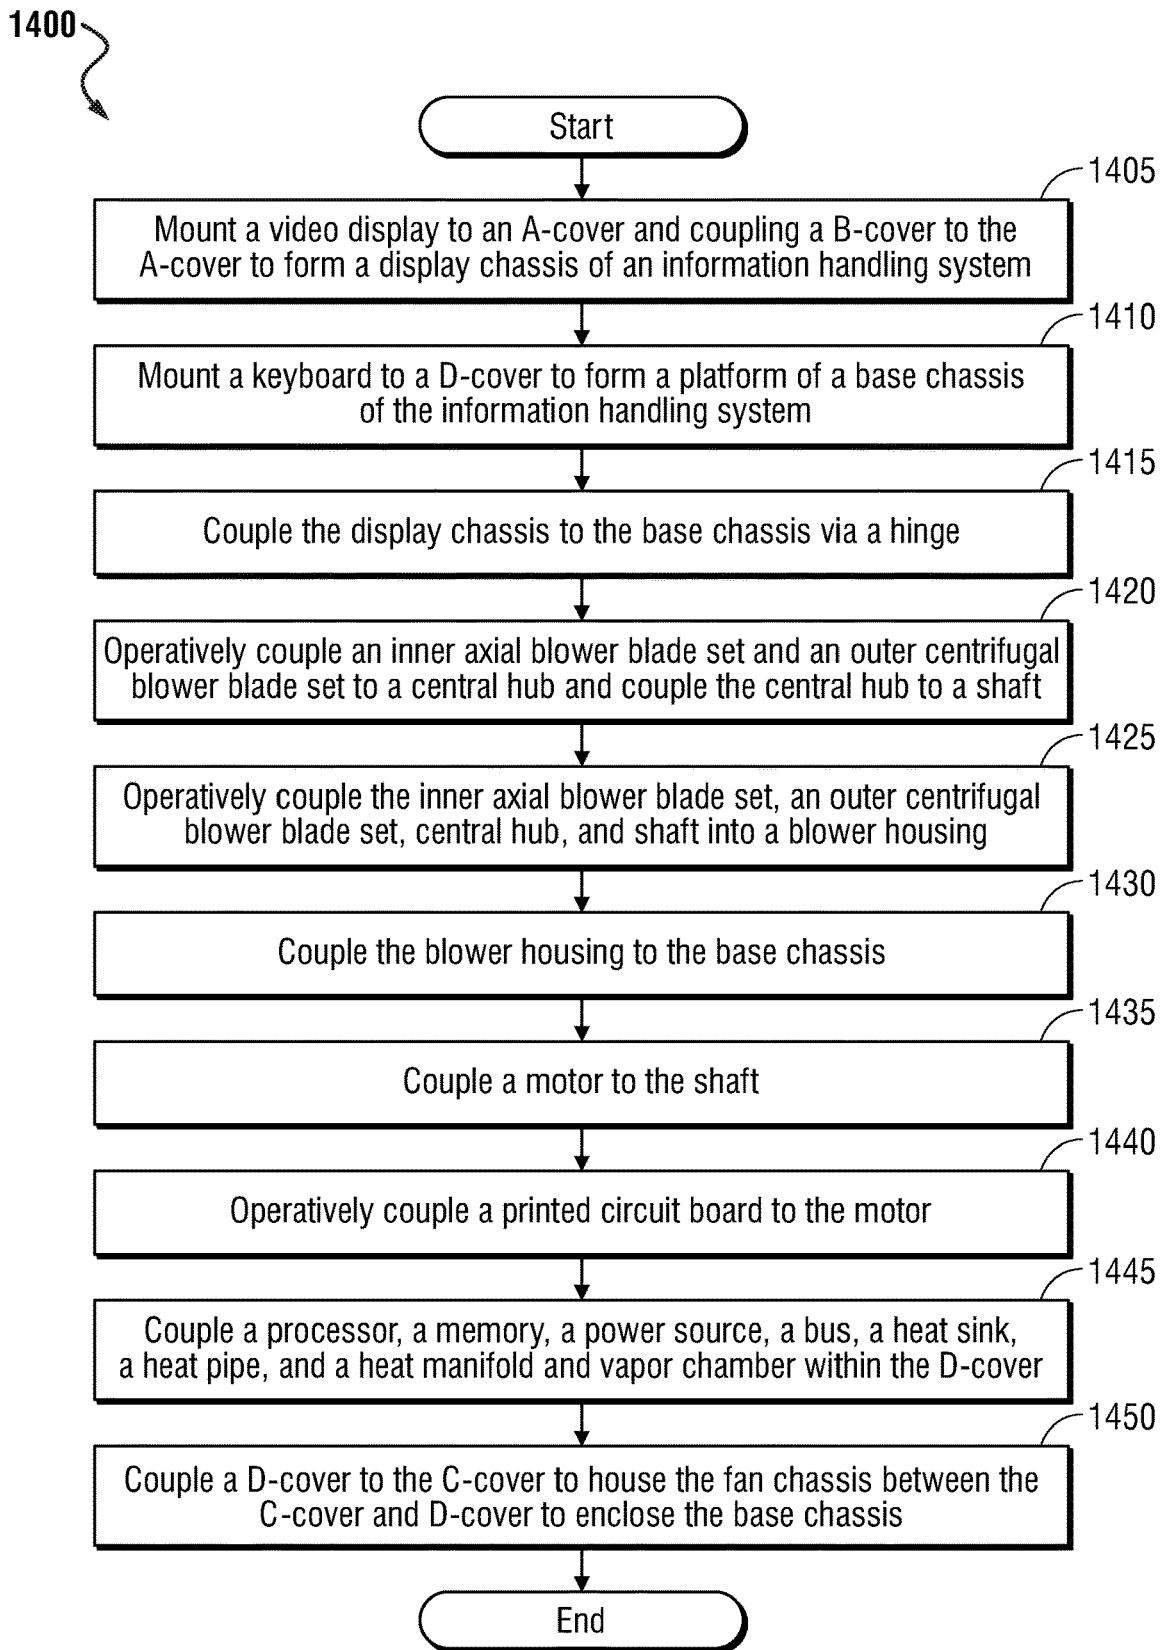 1400
Start
1405
Mount a video display to an A-cover and coupling a B-cover to the
A-cover to form a display chassis of an information handling system
1410
Mount a keyboard to a D-cover to form a platform of a base chassis
of the information handling system
1415
Couple the display chassis to the base chassis via a hinge
1420
Operatively couple an inner axial blower blade set and an outer centrifugal
blower blade set to a central hub and couple the central hub to a shaft
1425
Operatively couple the inner axial blower blade set, an outer centrifugal
blower blade set, central hub, and shaft into a blower housing
1430
Couple the blower housing to the base chassis
1435
Couple a motor to the shaft
1440
Operatively couple a printed circuit board to the motor
1445
Couple a processor, a memory, a power source, a bus, a heat sink,
a heat pipe, and a heat manifold and vapor chamber within the D-cover
1450
Couple a D-cover to the C-cover to house the fan chassis between the
C-cover and D-cover to enclose the base chassis
End